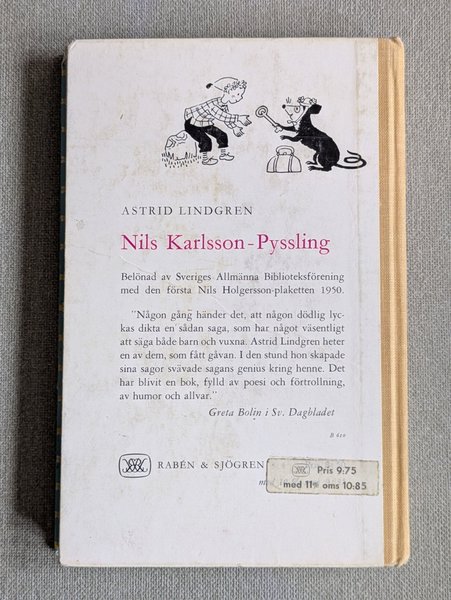 ASTRID LINDGREN
Nils Karlsson-Pyssling
Belönad av Sveriges Allmänna Biblioteksförening
med den första Nils Holgersson-plaketten 1950.
"Någon gång händer det, att någon dödlig lyc-
kas dikta en sådan saga, som har något väsentligt
att säga både barn och vuxna. Astrid Lindgren heter
en av dem, som fått gåvan. I den stund hon skapade
sina sagor svävade sagans genius kring henne. Det
har blivit en bok, fylld av poesi och förtrollning,
av humor och allvar."
Greta Bolin i Sv. Dagbladet
RABÉN & SJÖGREN
Pris 9:75
med 11% oms 10:85